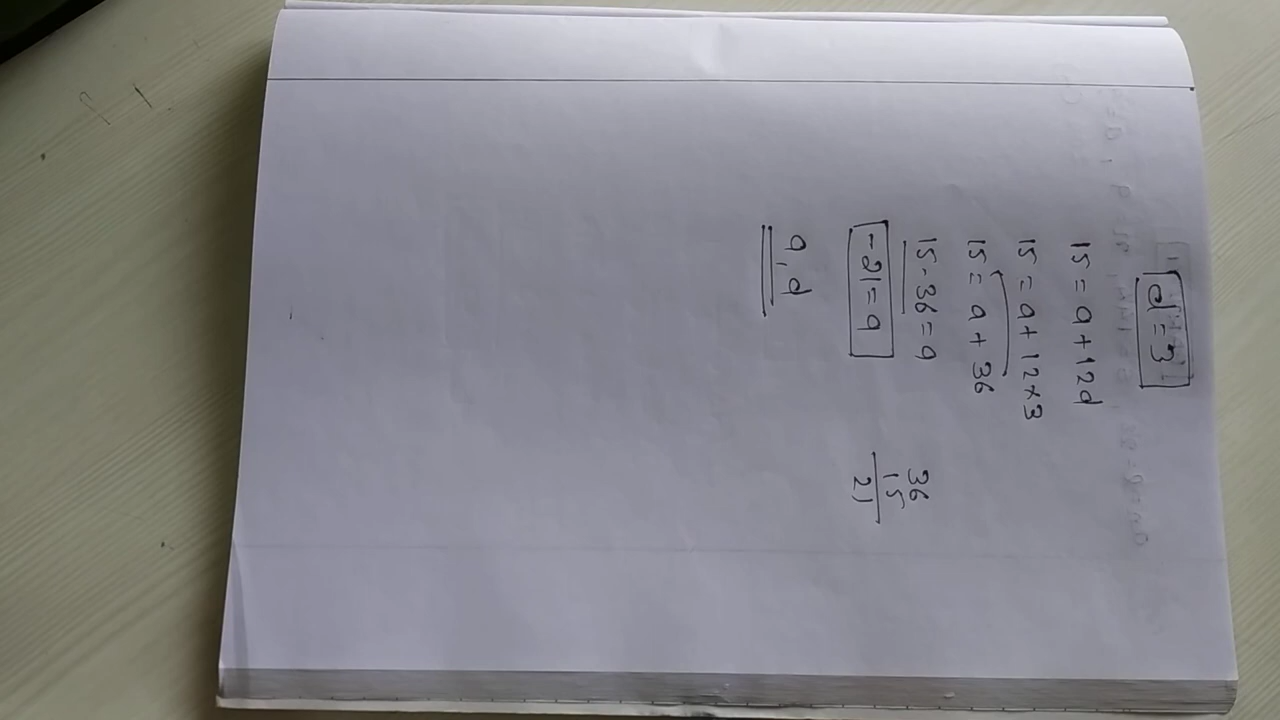 d = 3
15 = a + 12d
15 = a + 12 × 3
15 = a + 36
15 - 36 = a
- 21 = a
36
15
21
a, d